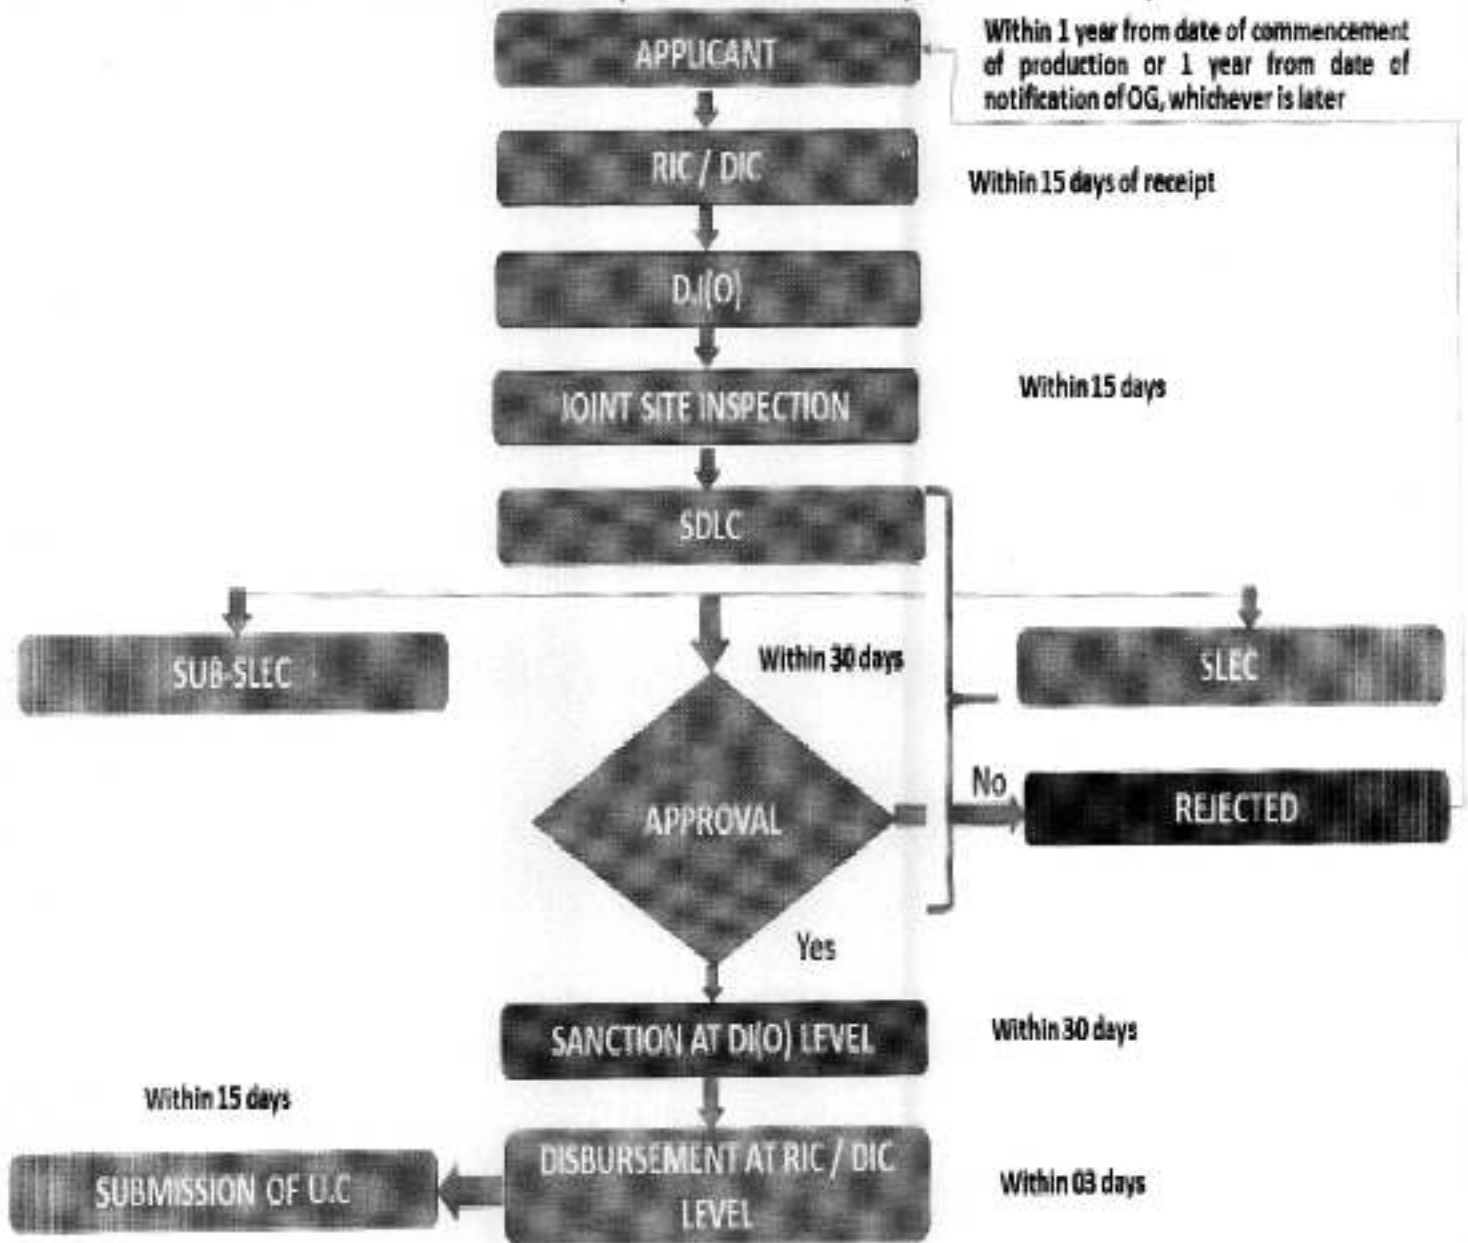 APPLICANT
Within 1 year from date of commencement
of production or 1 year from date of
notification of OG, whichever is later
RIC / DIC
Within 15 days of receipt
D.I(O)
JOINT SITE INSPECTION
Within 15 days
SDLC
SUB-SLEC
Within 30 days
SLEC
APPROVAL
No
REJECTED
Yes
SANCTION AT DI(O) LEVEL
Within 30 days
Within 15 days
SUBMISSION OF U.C
DISBURSEMENT AT RIC / DIC
LEVEL
Within 03 days